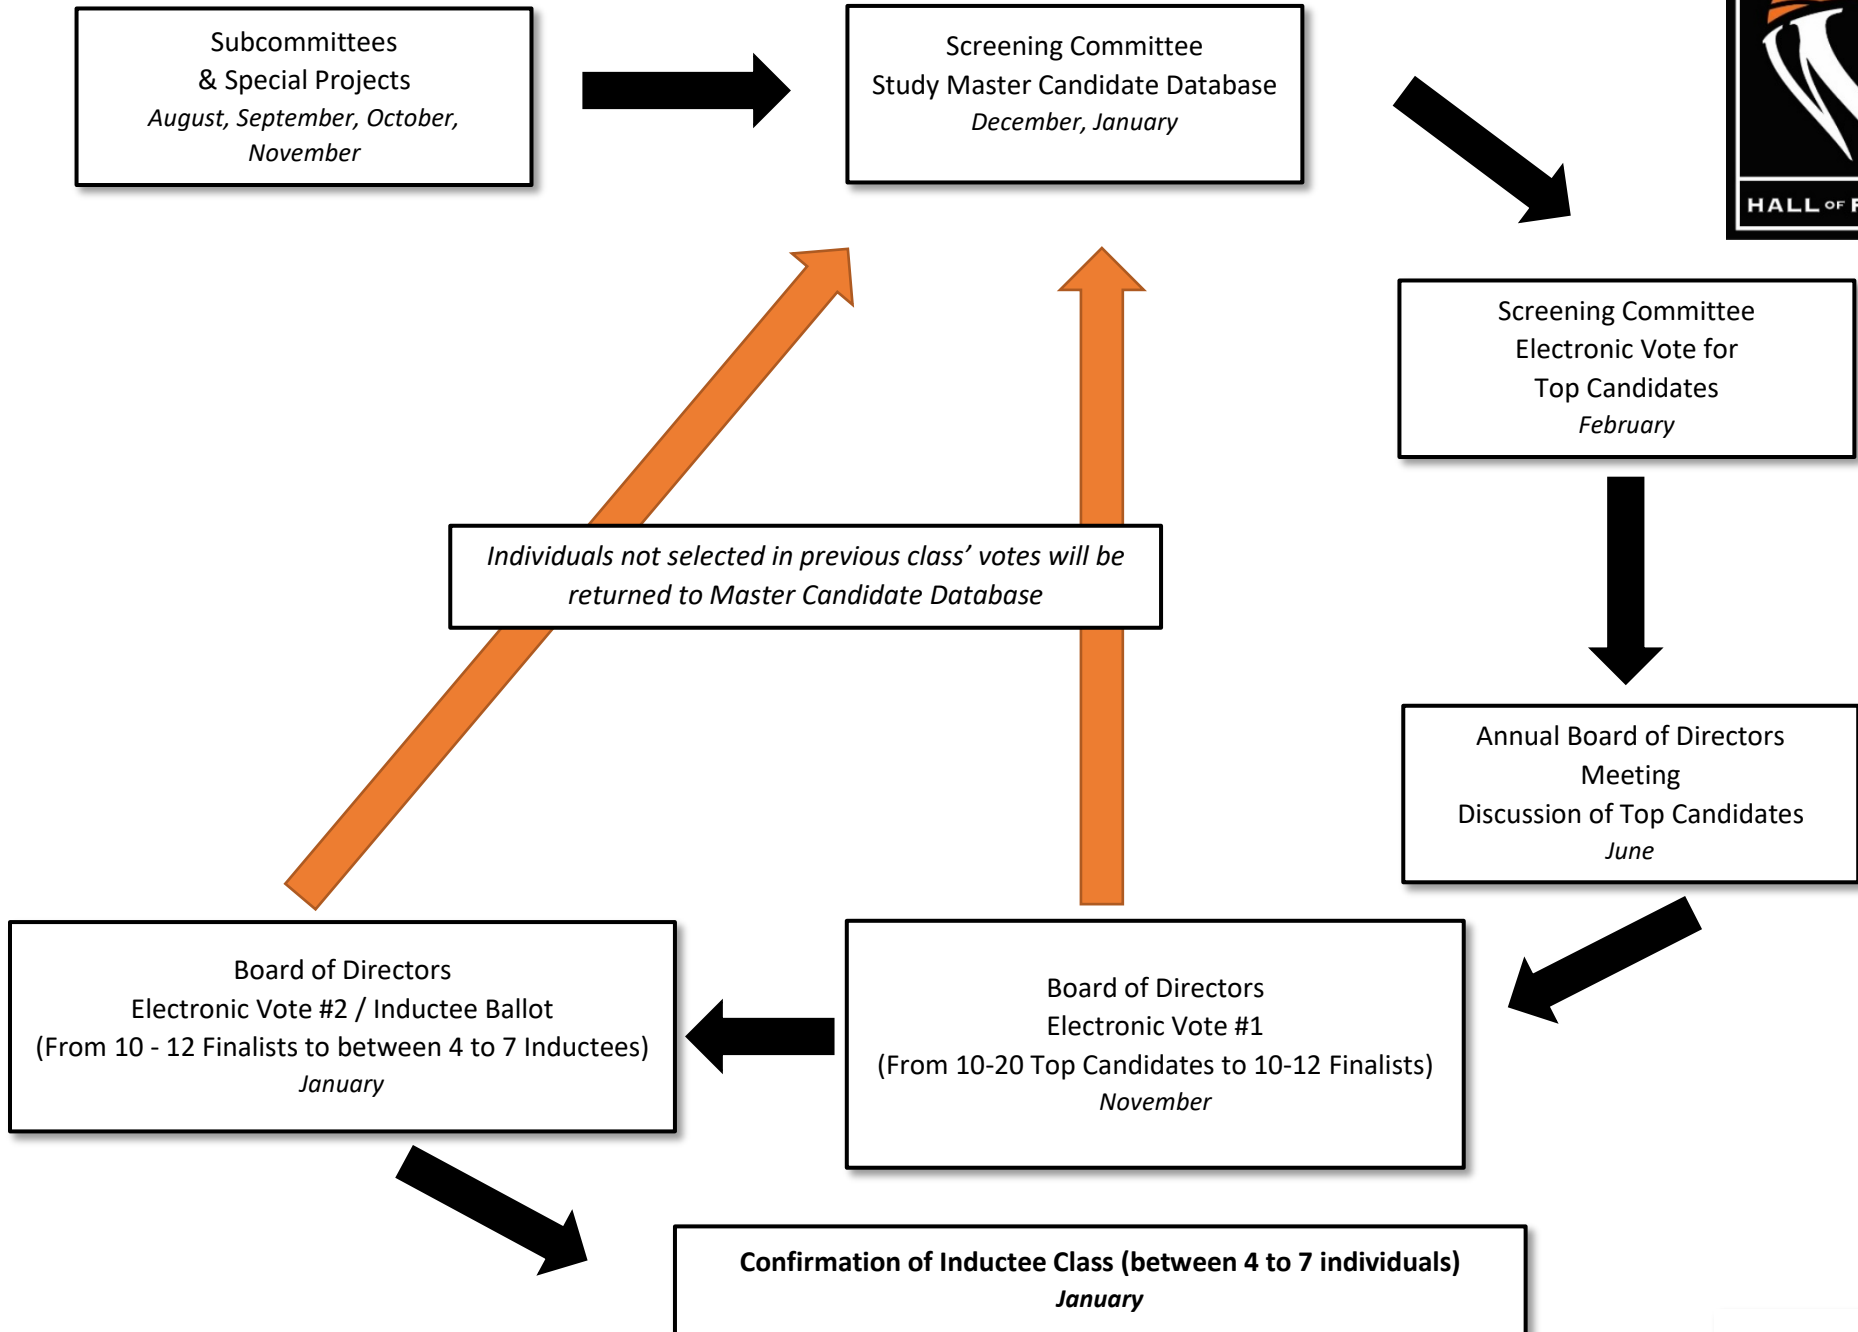 Subcommittees
& Special Projects
August, September, October,
November
Screening Committee
Study Master Candidate Database
December, January
HALL OF
Screening Committee
Electronic Vote for
Top Candidates
February
Individuals not selected in previous class’ votes will be
returned to Master Candidate Database
Annual Board of Directors
Meeting
Discussion of Top Candidates
June
Board of Directors
Electronic Vote #2 / Inductee Ballot
(From 10 - 12 Finalists to between 4 to 7 Inductees)
January
Board of Directors
Electronic Vote #1
(From 10-20 Top Candidates to 10-12 Finalists)
November
Confirmation of Inductee Class (between 4 to 7 individuals)
January